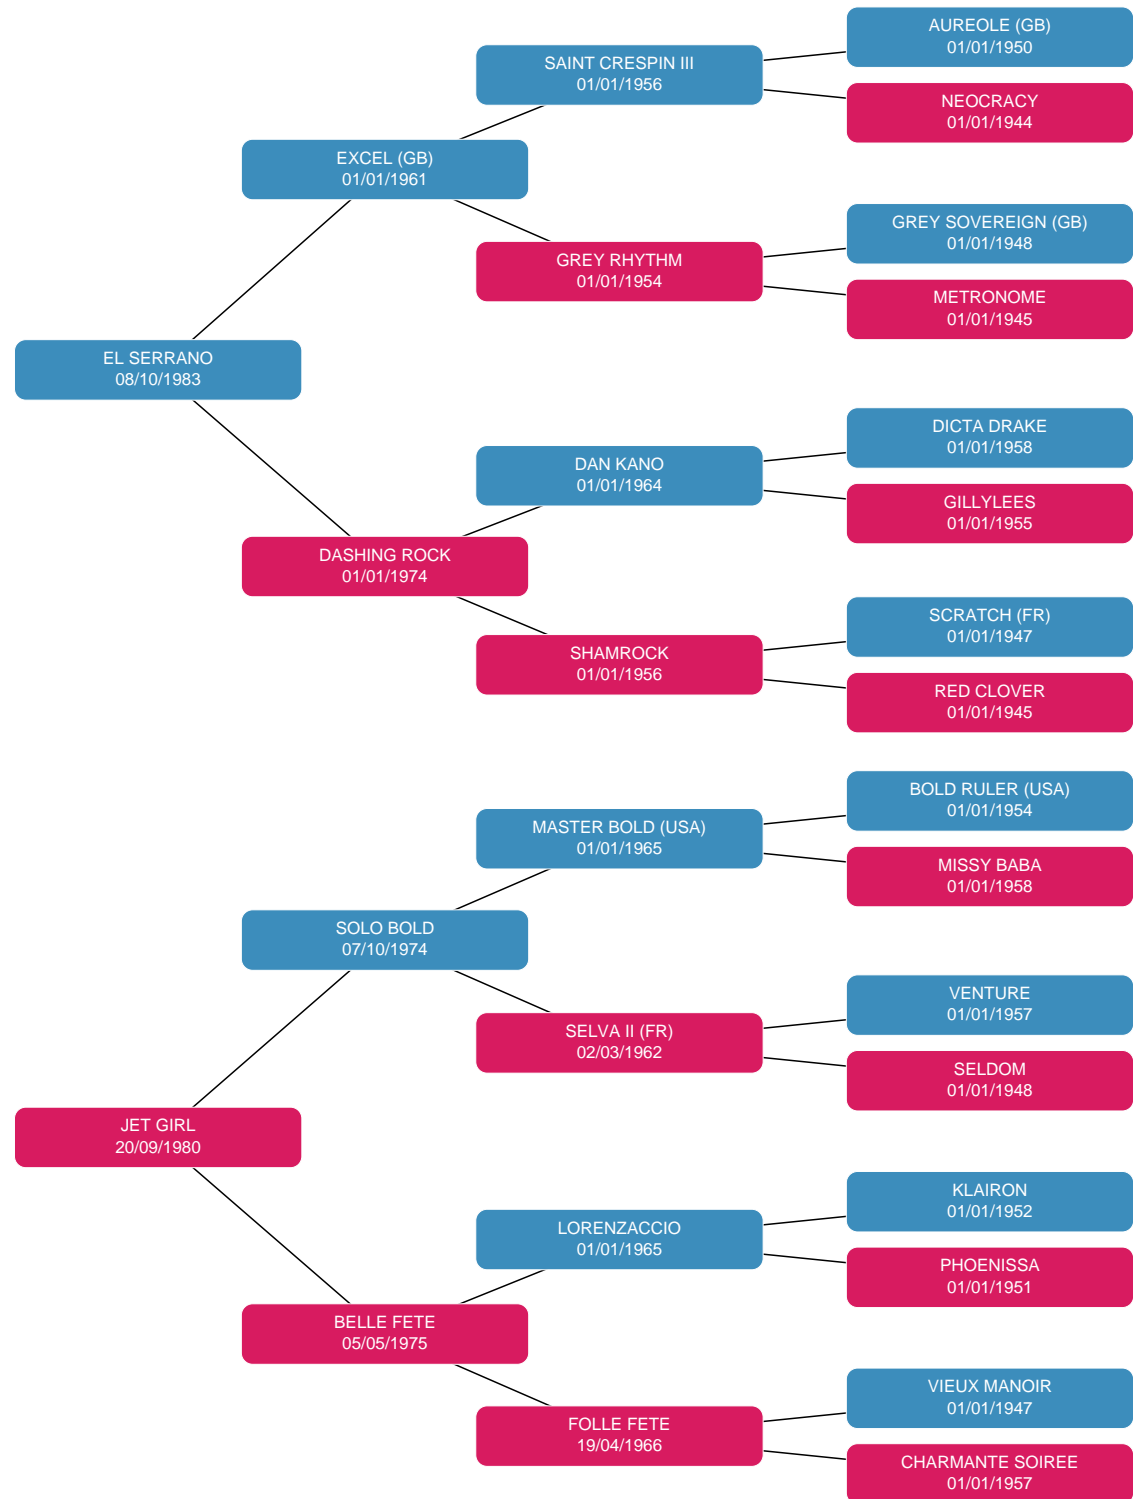 AUREOLE (GB)
01/01/1950
SAINT CRESPIN III
01/01/1956
NEOCRACY
01/01/1944
EXCEL (GB)
01/01/1961
GREY SOVEREIGN (GB)
01/01/1948
GREY RHYTHM
01/01/1954
METRONOME
01/01/1945
EL SERRANO
08/10/1983
DICTA DRAKE
01/01/1958
DAN KANO
01/01/1964
GILLYLEES
01/01/1955
DASHING ROCK
01/01/1974
SCRATCH (FR)
01/01/1947
SHAMROCK
01/01/1956
RED CLOVER
01/01/1945
BOLD RULER (USA)
01/01/1954
MASTER BOLD (USA)
01/01/1965
MISSY BABA
01/01/1958
SOLO BOLD
07/10/1974
VENTURE
01/01/1957
SELVA II (FR)
02/03/1962
SELDOM
01/01/1948
JET GIRL
20/09/1980
KLAIRON
01/01/1952
LORENZACCIO
01/01/1965
PHOENISSA
01/01/1951
BELLE FETE
05/05/1975
VIEUX MANOIR
01/01/1947
FOLLE FETE
19/04/1966
CHARMANTE SOIREE
01/01/1957